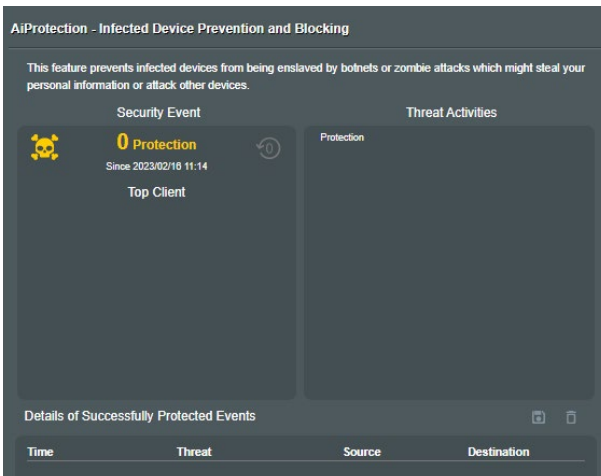 AiProtection - Infected Device Prevention and Blocking
This feature prevents infected devices from being enslaved by botnets or zombie attacks which might steal your
personal information or attack other devices.
Security Event
Threat Activities
0 Protection
Since 2023/02/16 11:14
0
Top Client
Protection
Details of Successfully Protected Events
Time Threat Source Destination